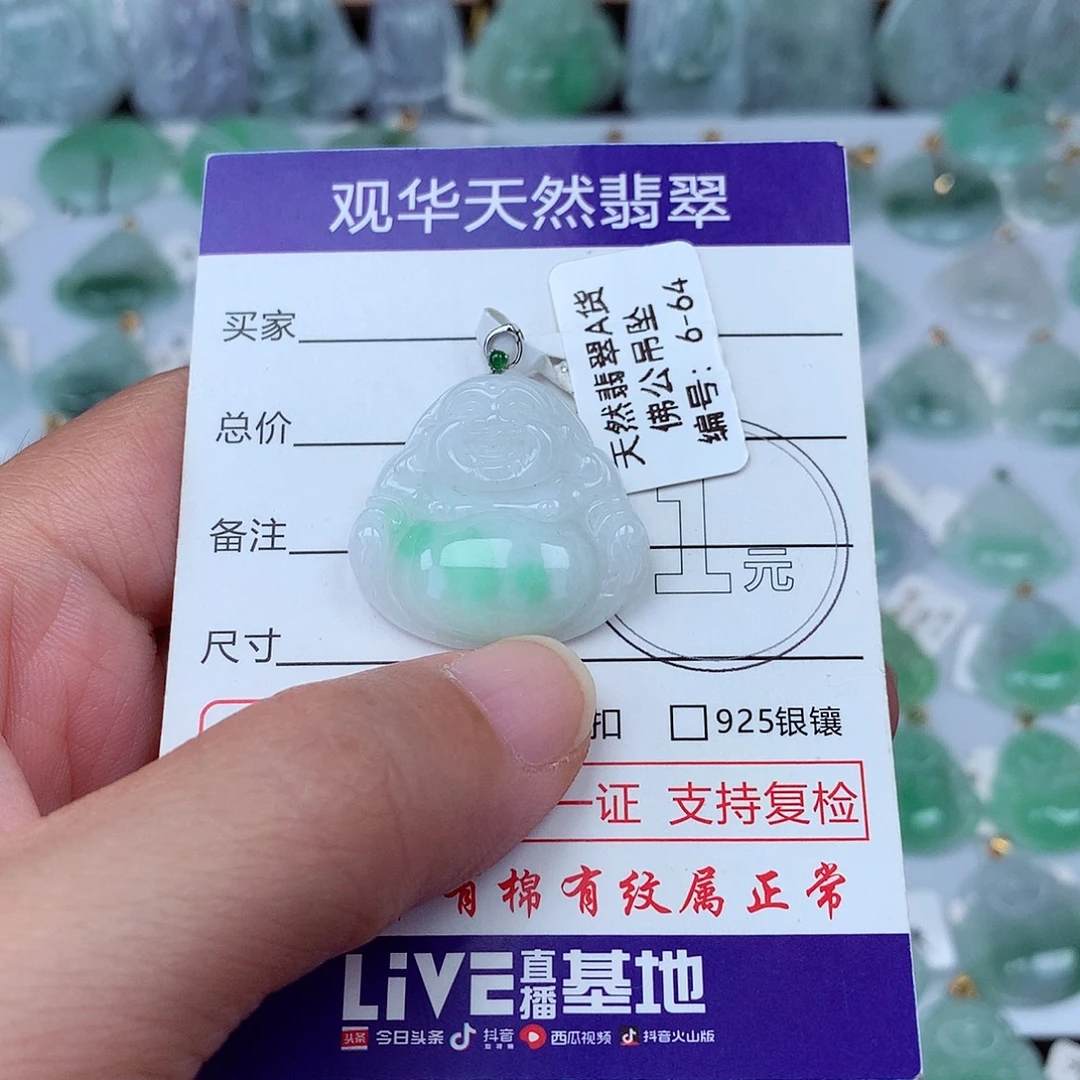 观华天然翡翠
买家
天然翡翠A货
佛公吊坠
编号：6-64
总价
备注
1元
尺寸
扣 925银镶
一证 支持复检
有棉有纹属正常
LiVE直播基地
头条 今日头条 抖音 西瓜视频 抖音火山版